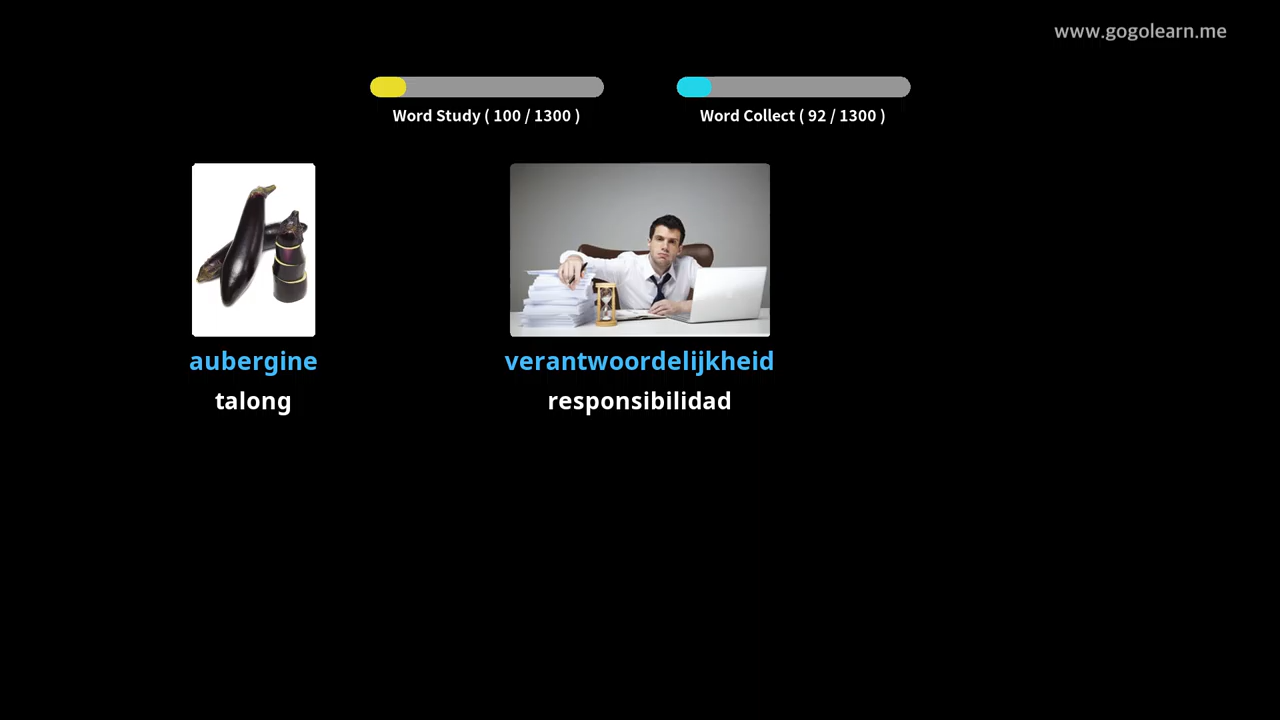 www.gogolearn.me
Word Study ( 100 / 1300 )
Word Collect ( 92 / 1300 )
aubergine
talong
verantwoordelijkheid
responsibilidad